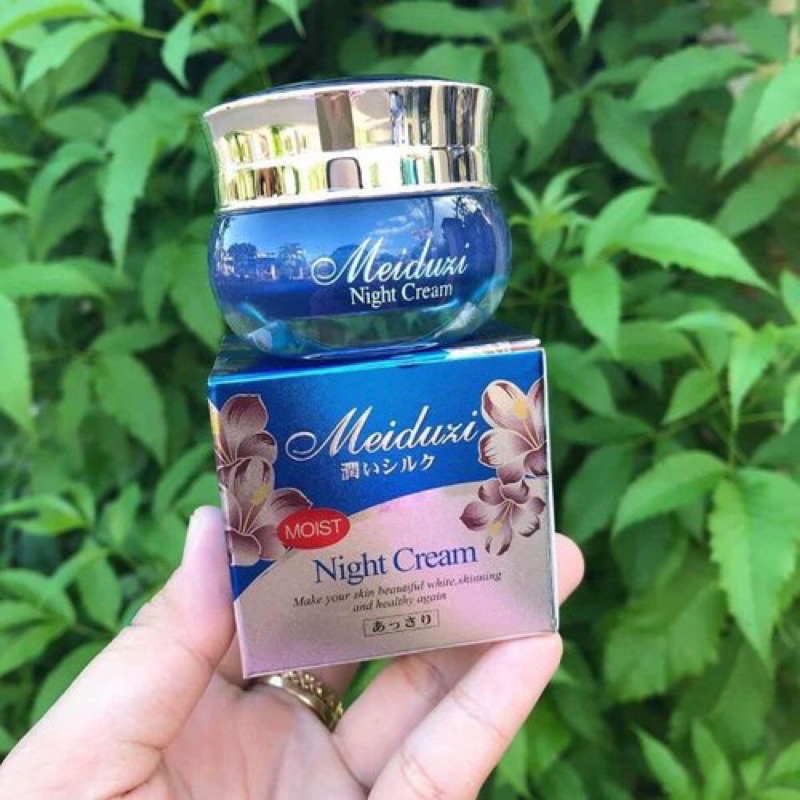 Meiduzi
Night Cream
Meiduzi
潤いシルク
MOIST
Night Cream
Make your skin beautiful white,shinning
and healthy again
あっさり